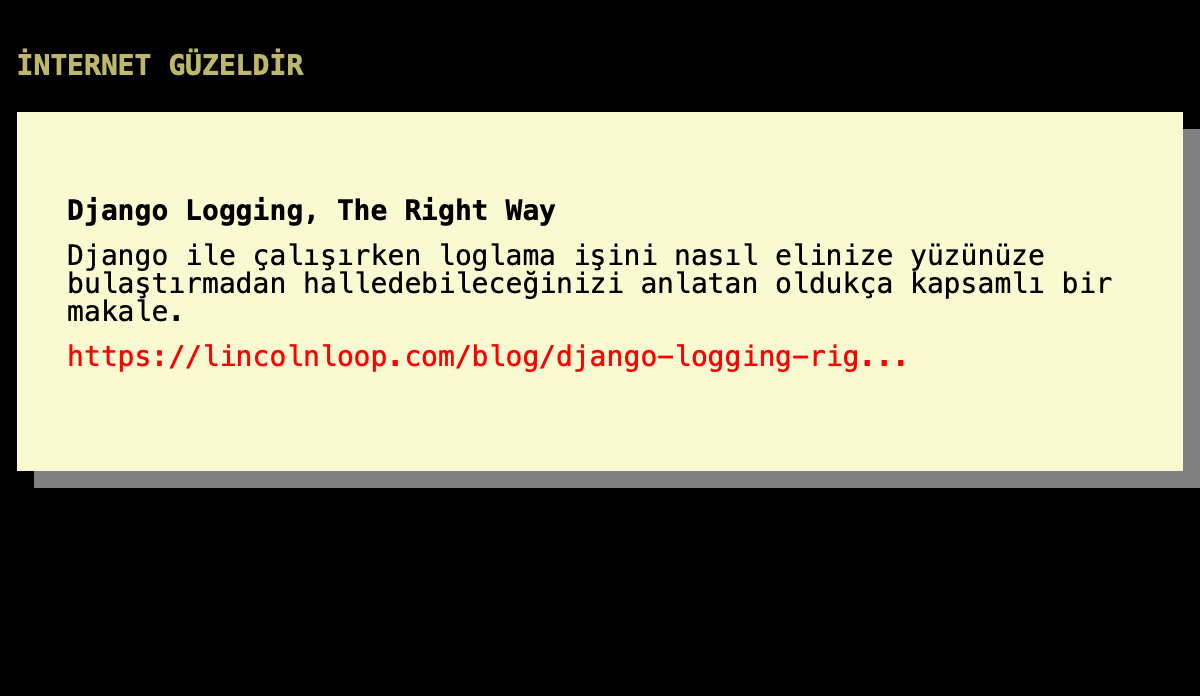 İNTERNET GÜZELDİR
Django Logging, The Right Way
Django ile çalışırken loglama işini nasıl elinize yüzünüze
bulaştırmadan halledebileceğinizi anlatan oldukça kapsamlı bir
makale.
https://lincolnloop.com/blog/django-logging-rig...